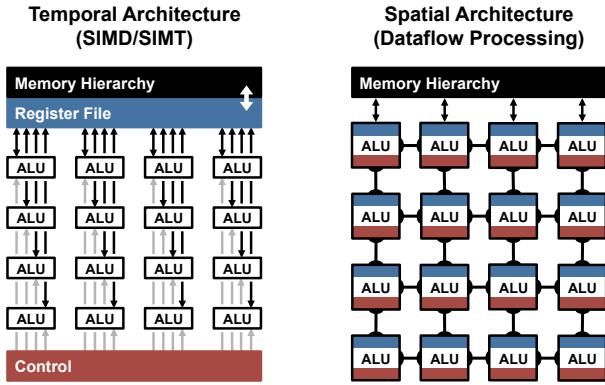 Temporal Architecture
(SIMD/SIMT)
Memory Hierarchy
Register File
ALU ALU ALU ALU
ALU ALU ALU ALU
ALU ALU ALU ALU
ALU ALU ALU ALU
Control
Spatial Architecture
(Dataflow Processing)
Memory Hierarchy
ALU ALU ALU ALU
ALU ALU ALU ALU
ALU ALU ALU ALU
ALU ALU ALU ALU